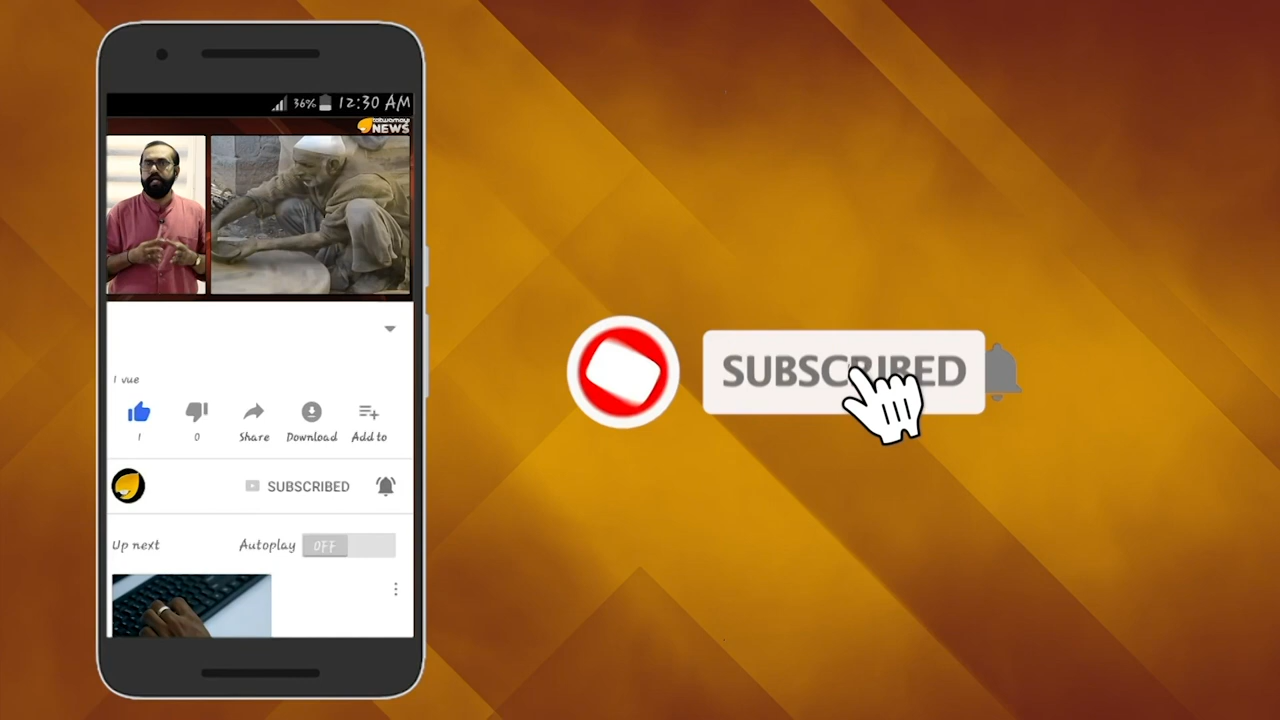 36% 12:30 AM
tatwamayi
NEWS
1 vue
1
0
Share
Download
Add to
SUBSCRIBED
Up next
Autoplay
OFF
SUBSCRIBED